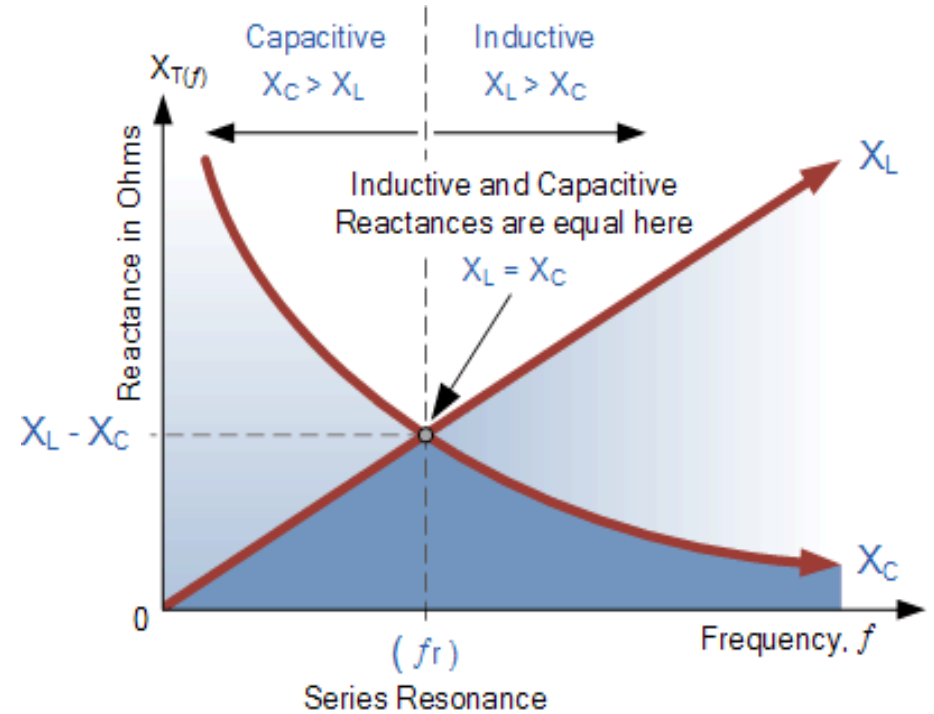 Capacitive
X_C > X_L
Inductive
X_L > X_C
X_T(f)
Reactance in Ohms
Inductive and Capacitive
Reactances are equal here
X_L = X_C
X_L
X_L - X_C
X_C
0
Frequency, f
( fr )
Series Resonance